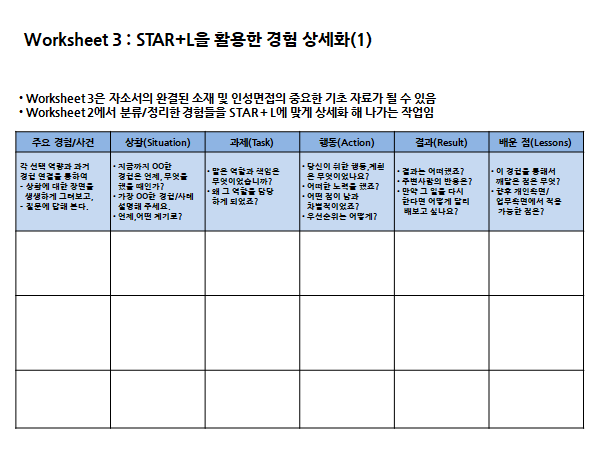 Worksheet 3 : STAR+L을 활용한 경험 상세화(1)
• Worksheet 3은 자소서의 완결된 소재 및 인성면접의 중요한 기초 자료가 될 수 있음
• Worksheet 2에서 분류/정리한 경험들을 STAR + L에 맞게 상세화 해 나가는 작업임
주요 경험/사건
상황(Situation)
과제(Task)
행동(Action)
결과(Result)
배운 점(Lessons)
각 선택 역량과 과거
경험 연결을 통하여
- 상황에 대한 장면을
생생하게 그려보고,
- 질문에 답해 본다.
• 지금까지 OO한
경험은 언제, 무엇을
했을 때인가?
• 가장 OO한 경험/사례
설명해 주세요.
• 언제,어떤 계기로?
• 맡은 역할과 책임은
무엇이었습니까?
• 왜 그 역할을 담당
하게 되었죠?
• 당신이 취한 행동,계획
은 무엇이었나요?
• 어떠한 노력을 했죠?
• 어떤 점이 남과
차별적이었죠?
• 우선순위는 어떻게?
• 결과는 어떠했죠?
• 주변사람의 반응은?
• 만약 그 일을 다시
한다면 어떻게 달리
해보고 싶나요?
• 이 경험을 통해서
깨달은 점은 무엇?
• 향후 개인측면/
업무측면에서 적용
가능한 점은?